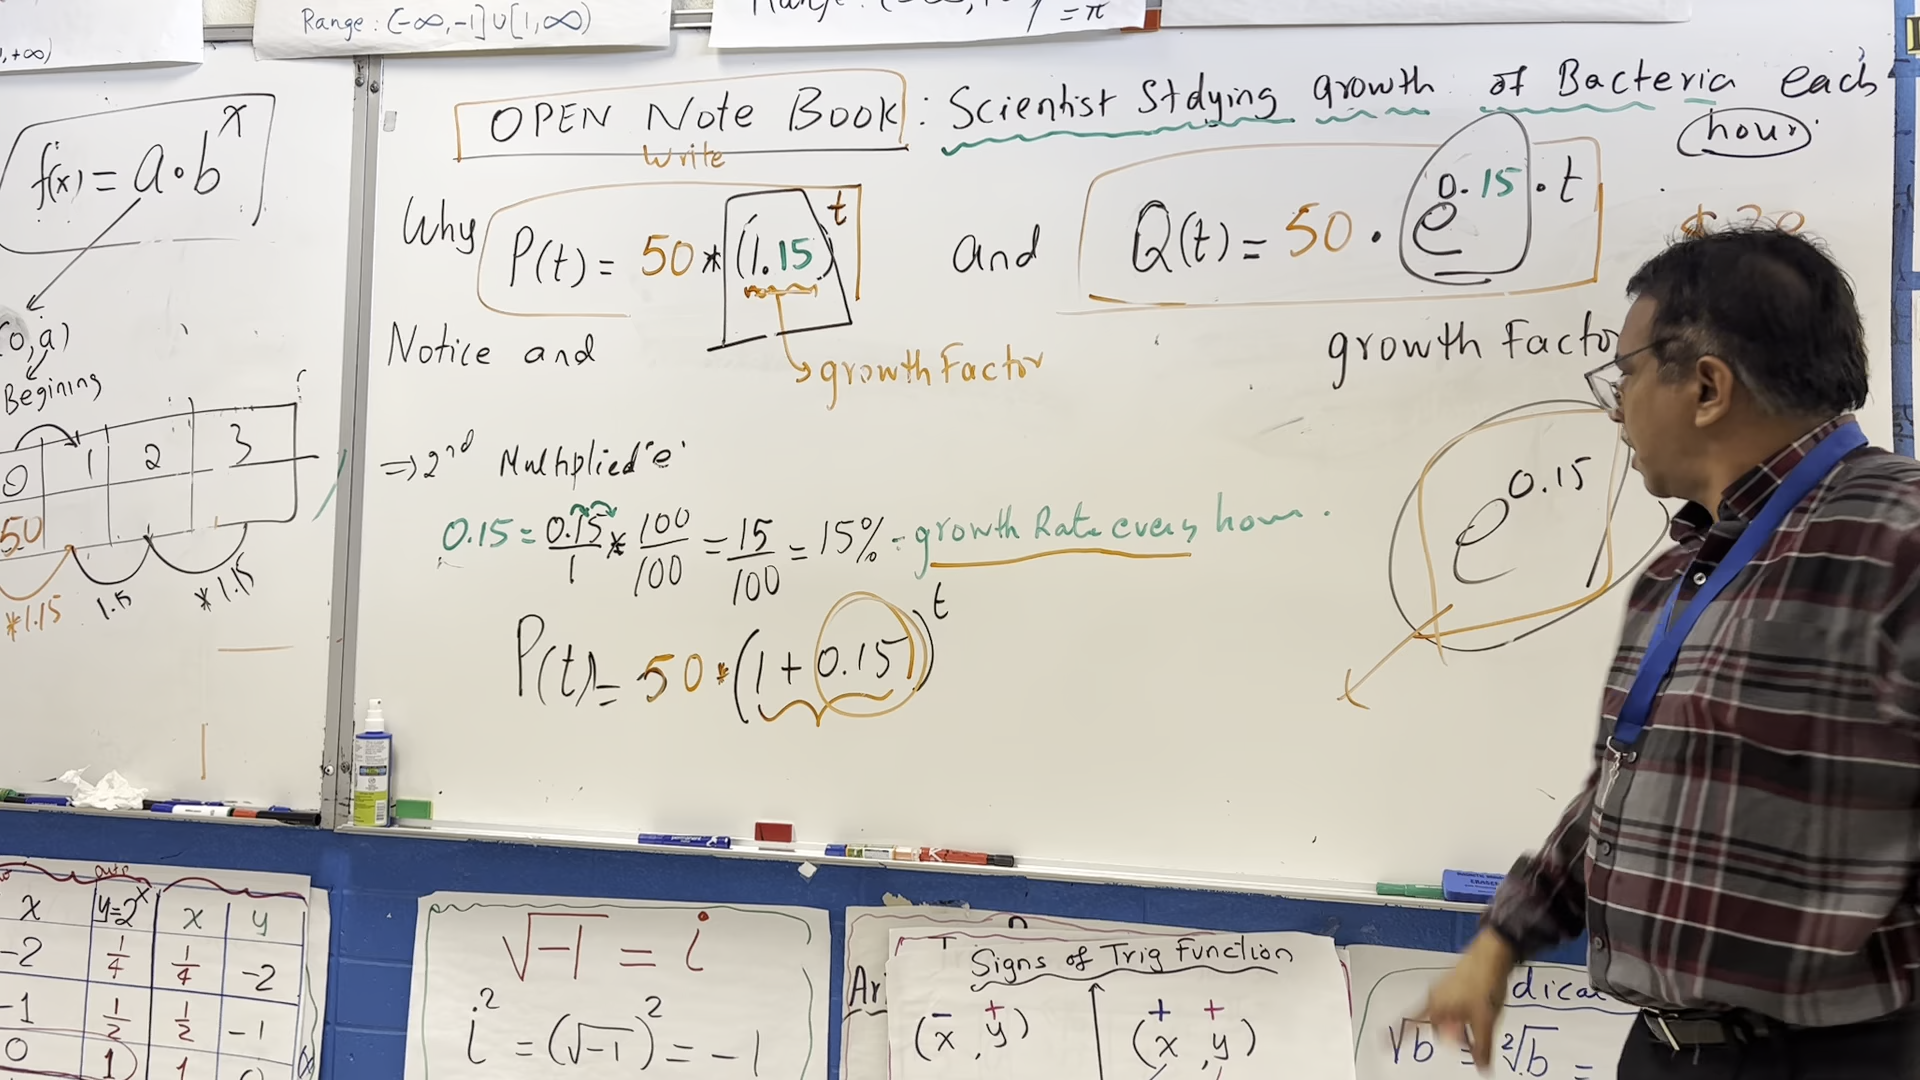 Range : (-∞, -1] ∪ [1, ∞)
= π
, +∞)
f(x) = a • b^x
(0, a)
Begining
0 1 2 3
50
*1.15 1.5 *1.15
OPEN Note Book : Scientist Stdying growth of Bacteria each hour.
Write
Why P(t) = 50 * (1.15)^t and Q(t) = 50 • e^0.15 • t
Notice and
growth Factor
growth Facto
⇒ 2nd Multiplied 'e'
e^0.15
0.15 = 0.15/1 * 100/100 = 15/100 = 15% = growth Rate every hour.
P(t) = 50 * (1 + 0.15)^t
x y=2^x x y
-2 1/4 1/4 -2
-1 1/2 1/2 -1
0 1 1
√-1 = i
i² = (√-1)² = -1
Ar
Signs of Trig Function
- + + +
(x, y) (x, y)
dica
√b = ²√b =